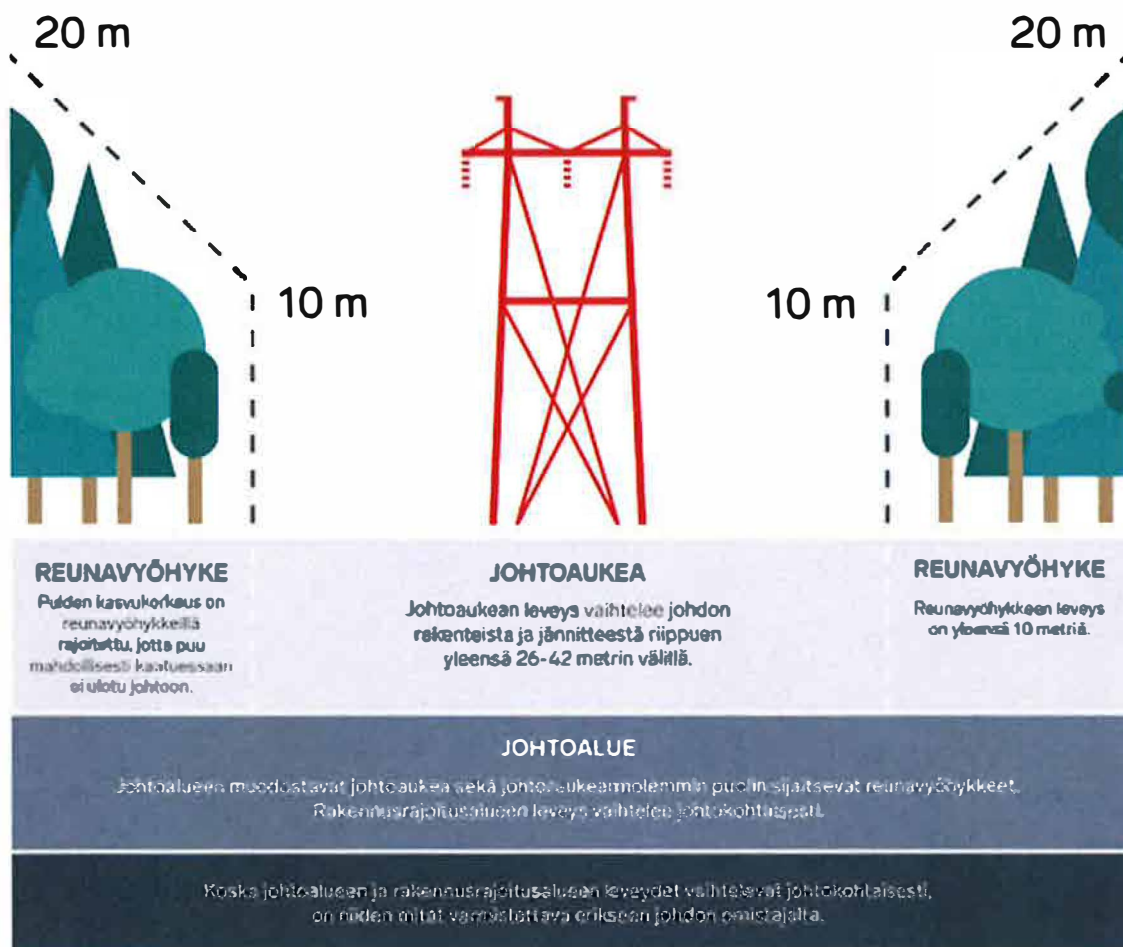 20 m
20 m
10 m
10 m
REUNAVYÖHYKE
Puiden kasvukorkeus on
reunavyöhykkeillä
rajoitettu, jotta puu
mahdollisesti kaatuessaan
ei ulotu johtoon.
JOHTOAUKEA
Johtoaukean leveys vaihtelee johdon
rakenteista ja jännitteestä riippuen
yleensä 26-42 metrin välillä.
REUNAVYÖHYKE
Reunavyöhykkeen leveys
on yleensä 10 metriä.
JOHTOALUE
Johtoalueen muodostavat johtoaukea sekä johtoaukean molemmin puolin sijaitsevat reunavyöhykkeet.
Rakennusrajoitusalueen leveys vaihtelee johtokohtaisesti.
Koska johtoalueen ja rakennusrajoitusalueen leveydet vaihtelevat johtokohtaisesti,
on niiden mitat varmistettava erikseen johdon omistajalta.